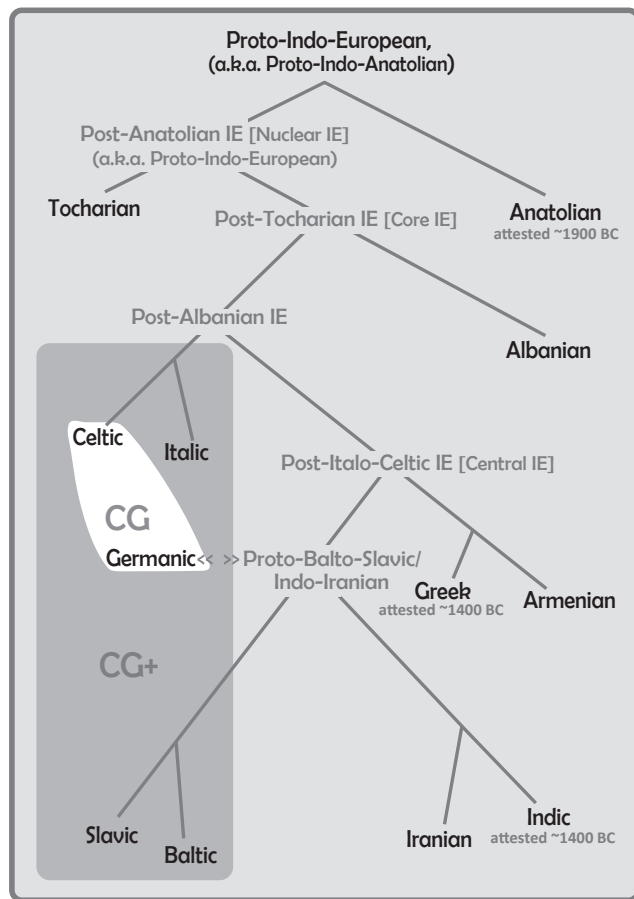 Proto-Indo-European,
(a.k.a. Proto-Indo-Anatolian)
Post-Anatolian IE [Nuclear IE]
(a.k.a. Proto-Indo-European)
Tocharian
Anatolian
attested ~1900 BC
Post-Tocharian IE [Core IE]
Post-Albanian IE
Albanian
Celtic
Italic
Post-Italo-Celtic IE [Central IE]
CG
Germanic<< >>Proto-Balto-Slavic/
Indo-Iranian
Greek
attested ~1400 BC
Armenian
CG+
Slavic
Baltic
Iranian
Indic
attested ~1400 BC